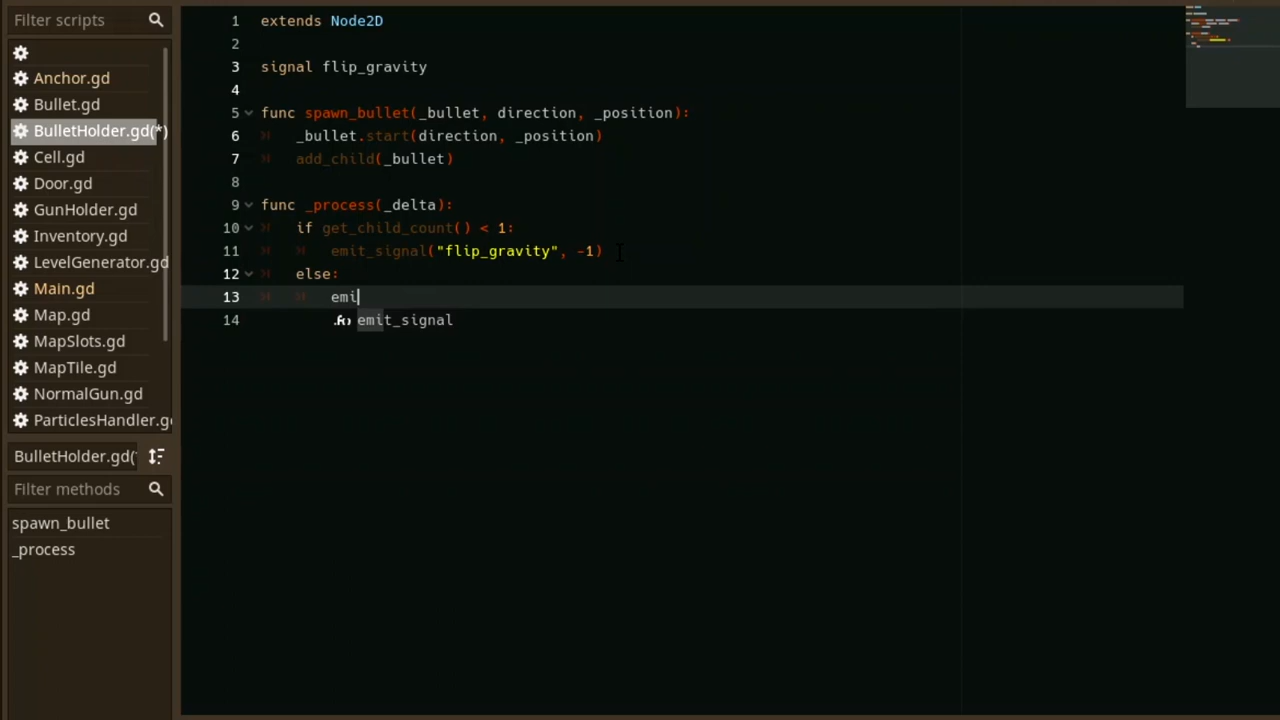 Filter scripts
Anchor.gd
Bullet.gd
BulletHolder.gd(*)
Cell.gd
Door.gd
GunHolder.gd
Inventory.gd
LevelGenerator.gd
Main.gd
Map.gd
MapSlots.gd
MapTile.gd
NormalGun.gd
ParticlesHandler.g
BulletHolder.gd(
Filter methods
spawn_bullet
_process
1 extends Node2D
2
3 signal flip_gravity
4
5 func spawn_bullet(_bullet, direction, _position):
6 _bullet.start(direction, _position)
7 add_child(_bullet)
8
9 func _process(_delta):
10 if get_child_count() < 1:
11 emit_signal("flip_gravity", -1)
12 else:
13 emi
14 emit_signal